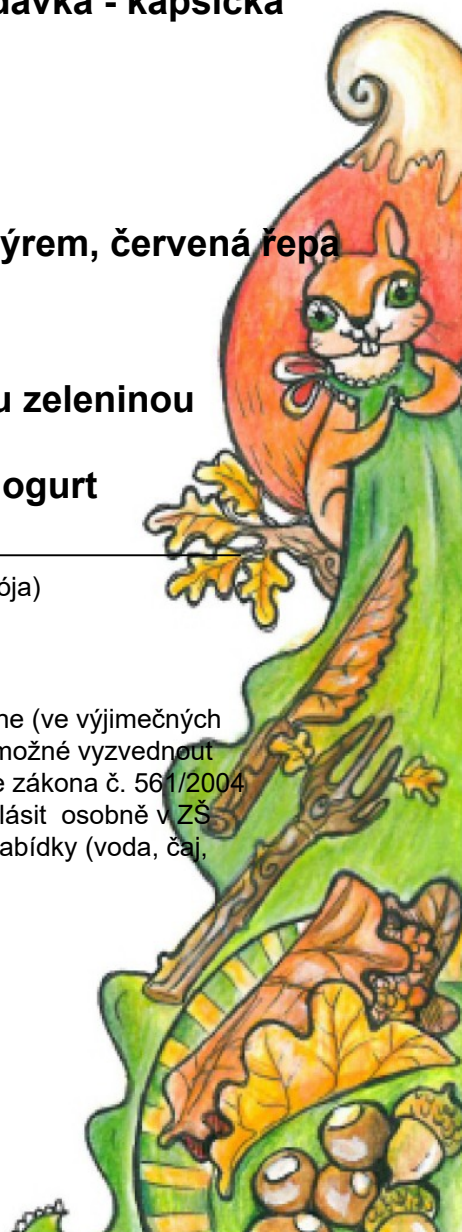 dávka - kapsička
ýrem, červená řepa
u zeleninou
ogurt
ója)
ne (ve výjimečných
možné vyzvednout
e zákona č. 561/2004
lásit osobně v ZŠ
abídky (voda, čaj,